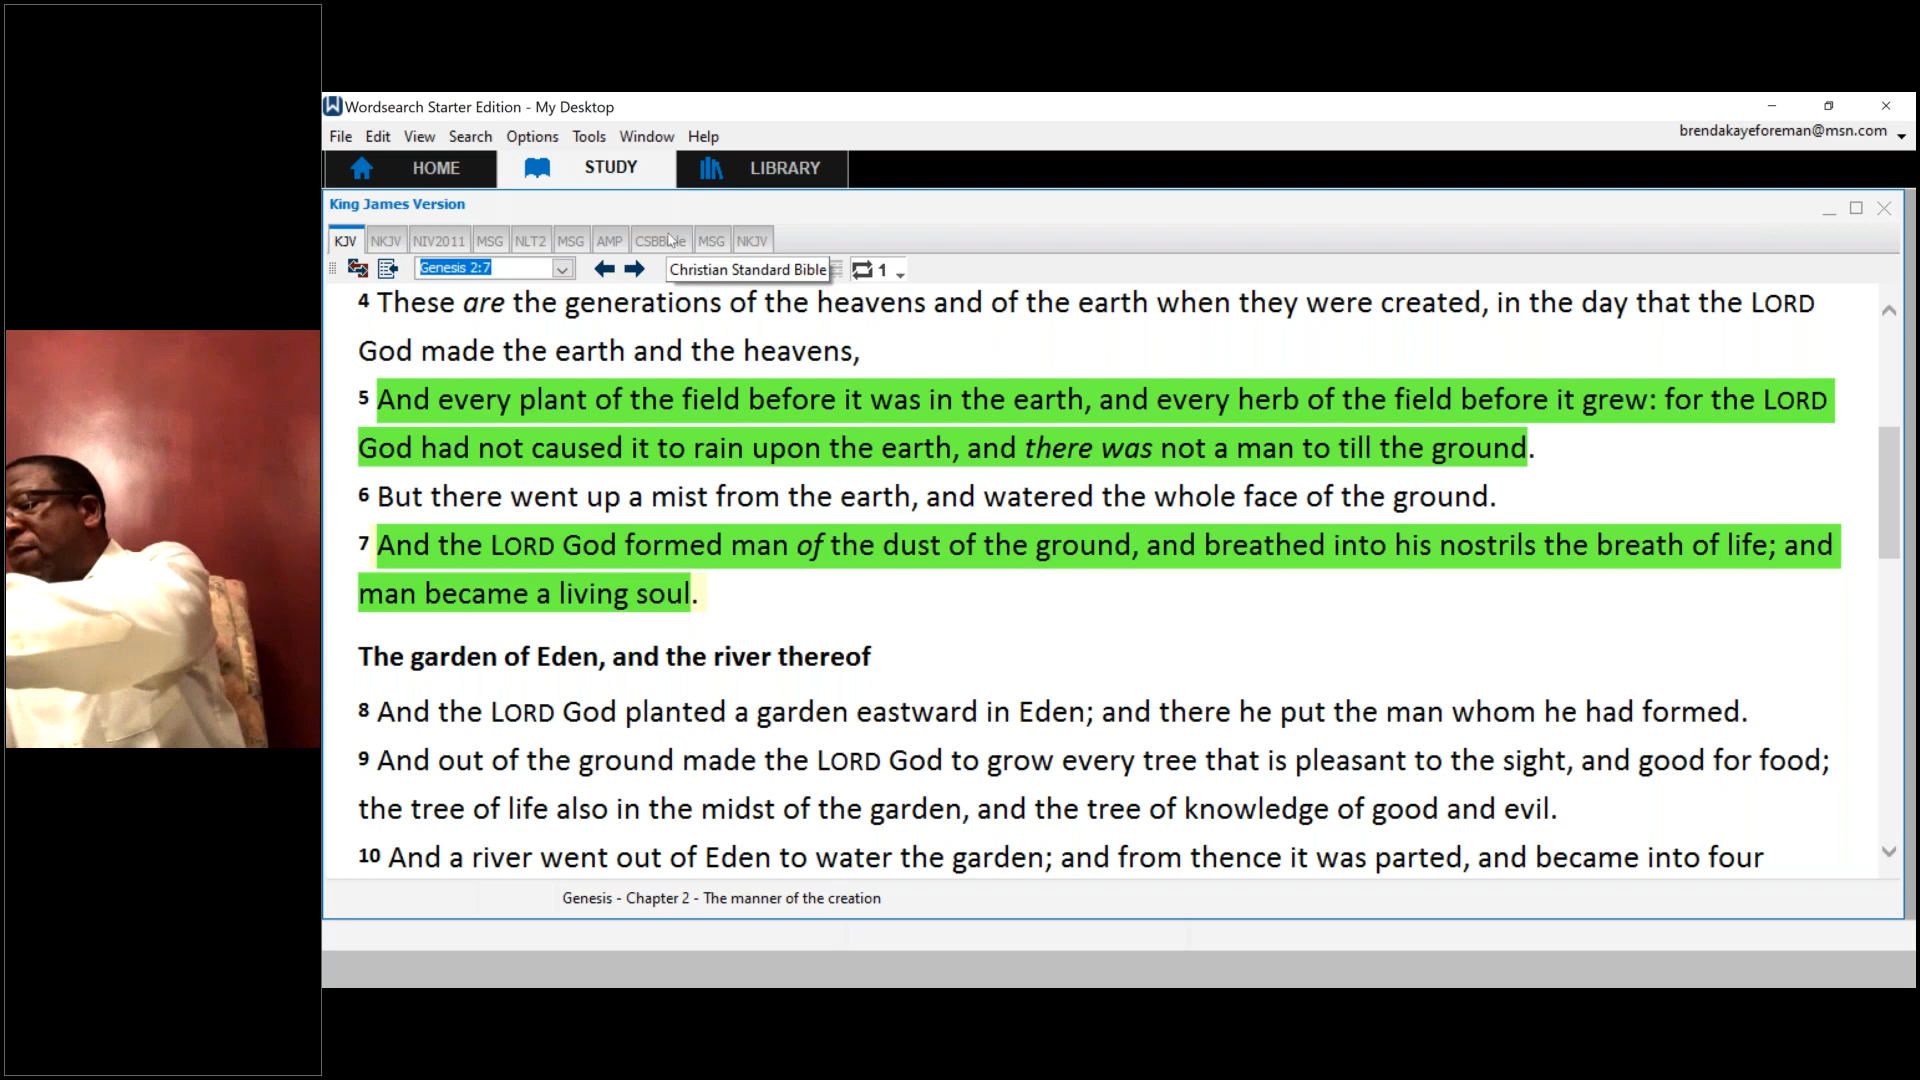 Wordsearch Starter Edition - My Desktop
File Edit View Search Options Tools Window Help
brendakayeforeman@msn.com
HOME STUDY LIBRARY
King James Version
KJV NKJV NIV2011 MSG NLT2 MSG AMP MSG NKJV
Genesis 2:7 Christian Standard Bible 1
4 These are the generations of the heavens and of the earth when they were created, in the day that the LORD
God made the earth and the heavens,
5 And every plant of the field before it was in the earth, and every herb of the field before it grew: for the LORD
God had not caused it to rain upon the earth, and there was not a man to till the ground.
6 But there went up a mist from the earth, and watered the whole face of the ground.
7 And the LORD God formed man of the dust of the ground, and breathed into his nostrils the breath of life; and
man became a living soul.
The garden of Eden, and the river thereof
8 And the LORD God planted a garden eastward in Eden; and there he put the man whom he had formed.
9 And out of the ground made the LORD God to grow every tree that is pleasant to the sight, and good for food;
the tree of life also in the midst of the garden, and the tree of knowledge of good and evil.
10 And a river went out of Eden to water the garden; and from thence it was parted, and became into four
Genesis - Chapter 2 - The manner of the creation